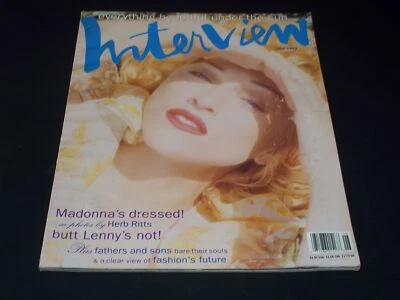 everything beautiful under the sun
Interview
Madonna's dressed!
in photos by Herb Ritts
butt Lenny's not!
Plus fathers and sons bare their souls
& a clear view of fashion's future